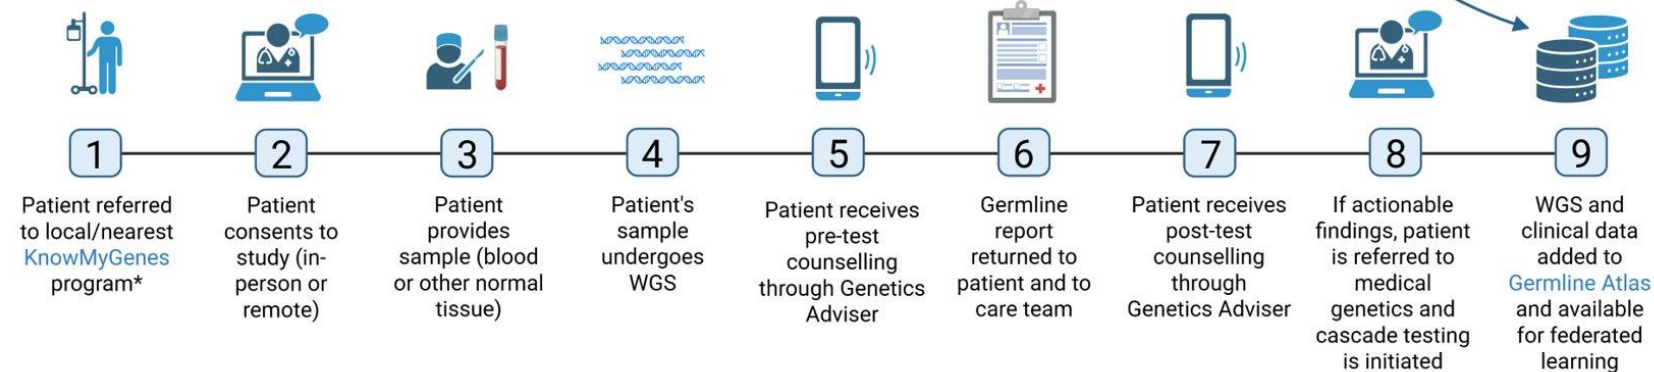 1
2
3
4
5
6
7
8
9
Patient referred
to local/nearest
KnowMyGenes
program*
Patient
consents to
study (in-
person or
remote)
Patient
provides
sample (blood
or other normal
tissue)
Patient's
sample
undergoes
WGS
Patient receives
pre-test
counselling
through Genetics
Adviser
Germline
report
returned to
patient and to
care team
Patient receives
post-test
counselling
through
Genetics Adviser
If actionable
findings, patient
is referred to
medical
genetics and
cascade testing
is initiated
WGS and
clinical data
added to
Germline Atlas
and available
for federated
learning